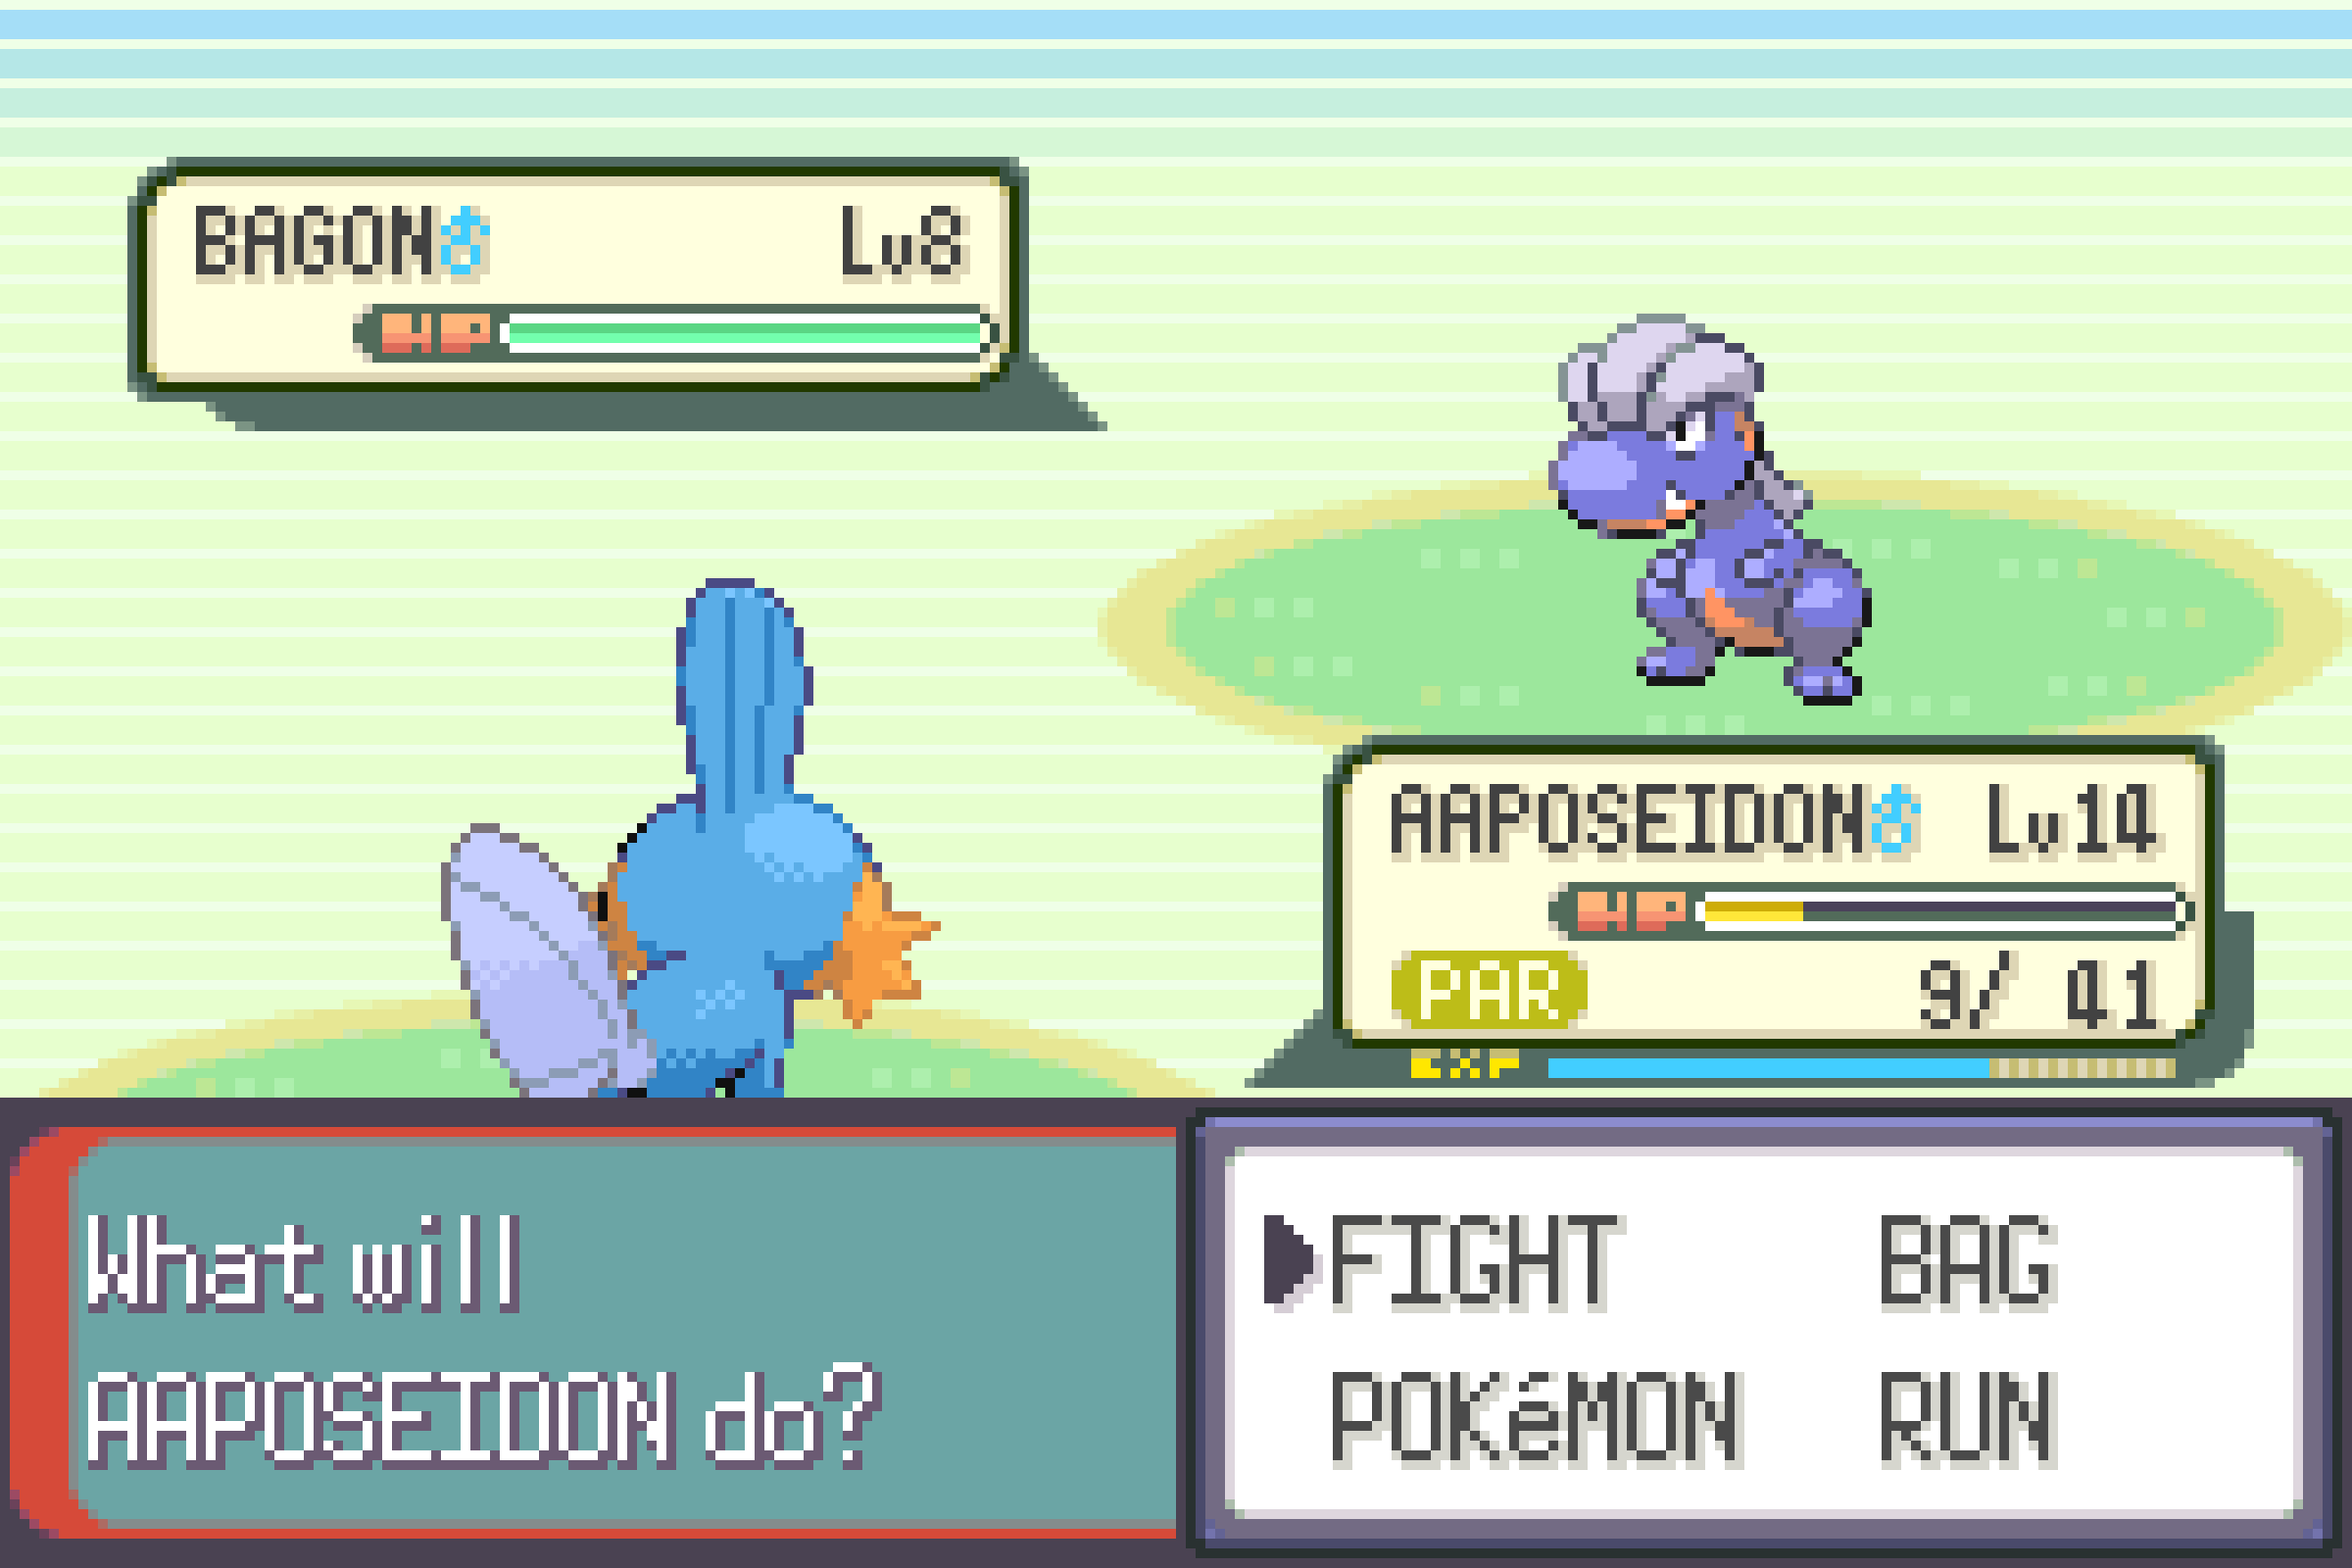 BAGON♂ Lv8
HP
AAPOSEIDON♂ Lv14
HP
PAR 9/ 41
EXP
What will
AAPOSEIDON do?
FIGHT BAG
POKéMON RUN